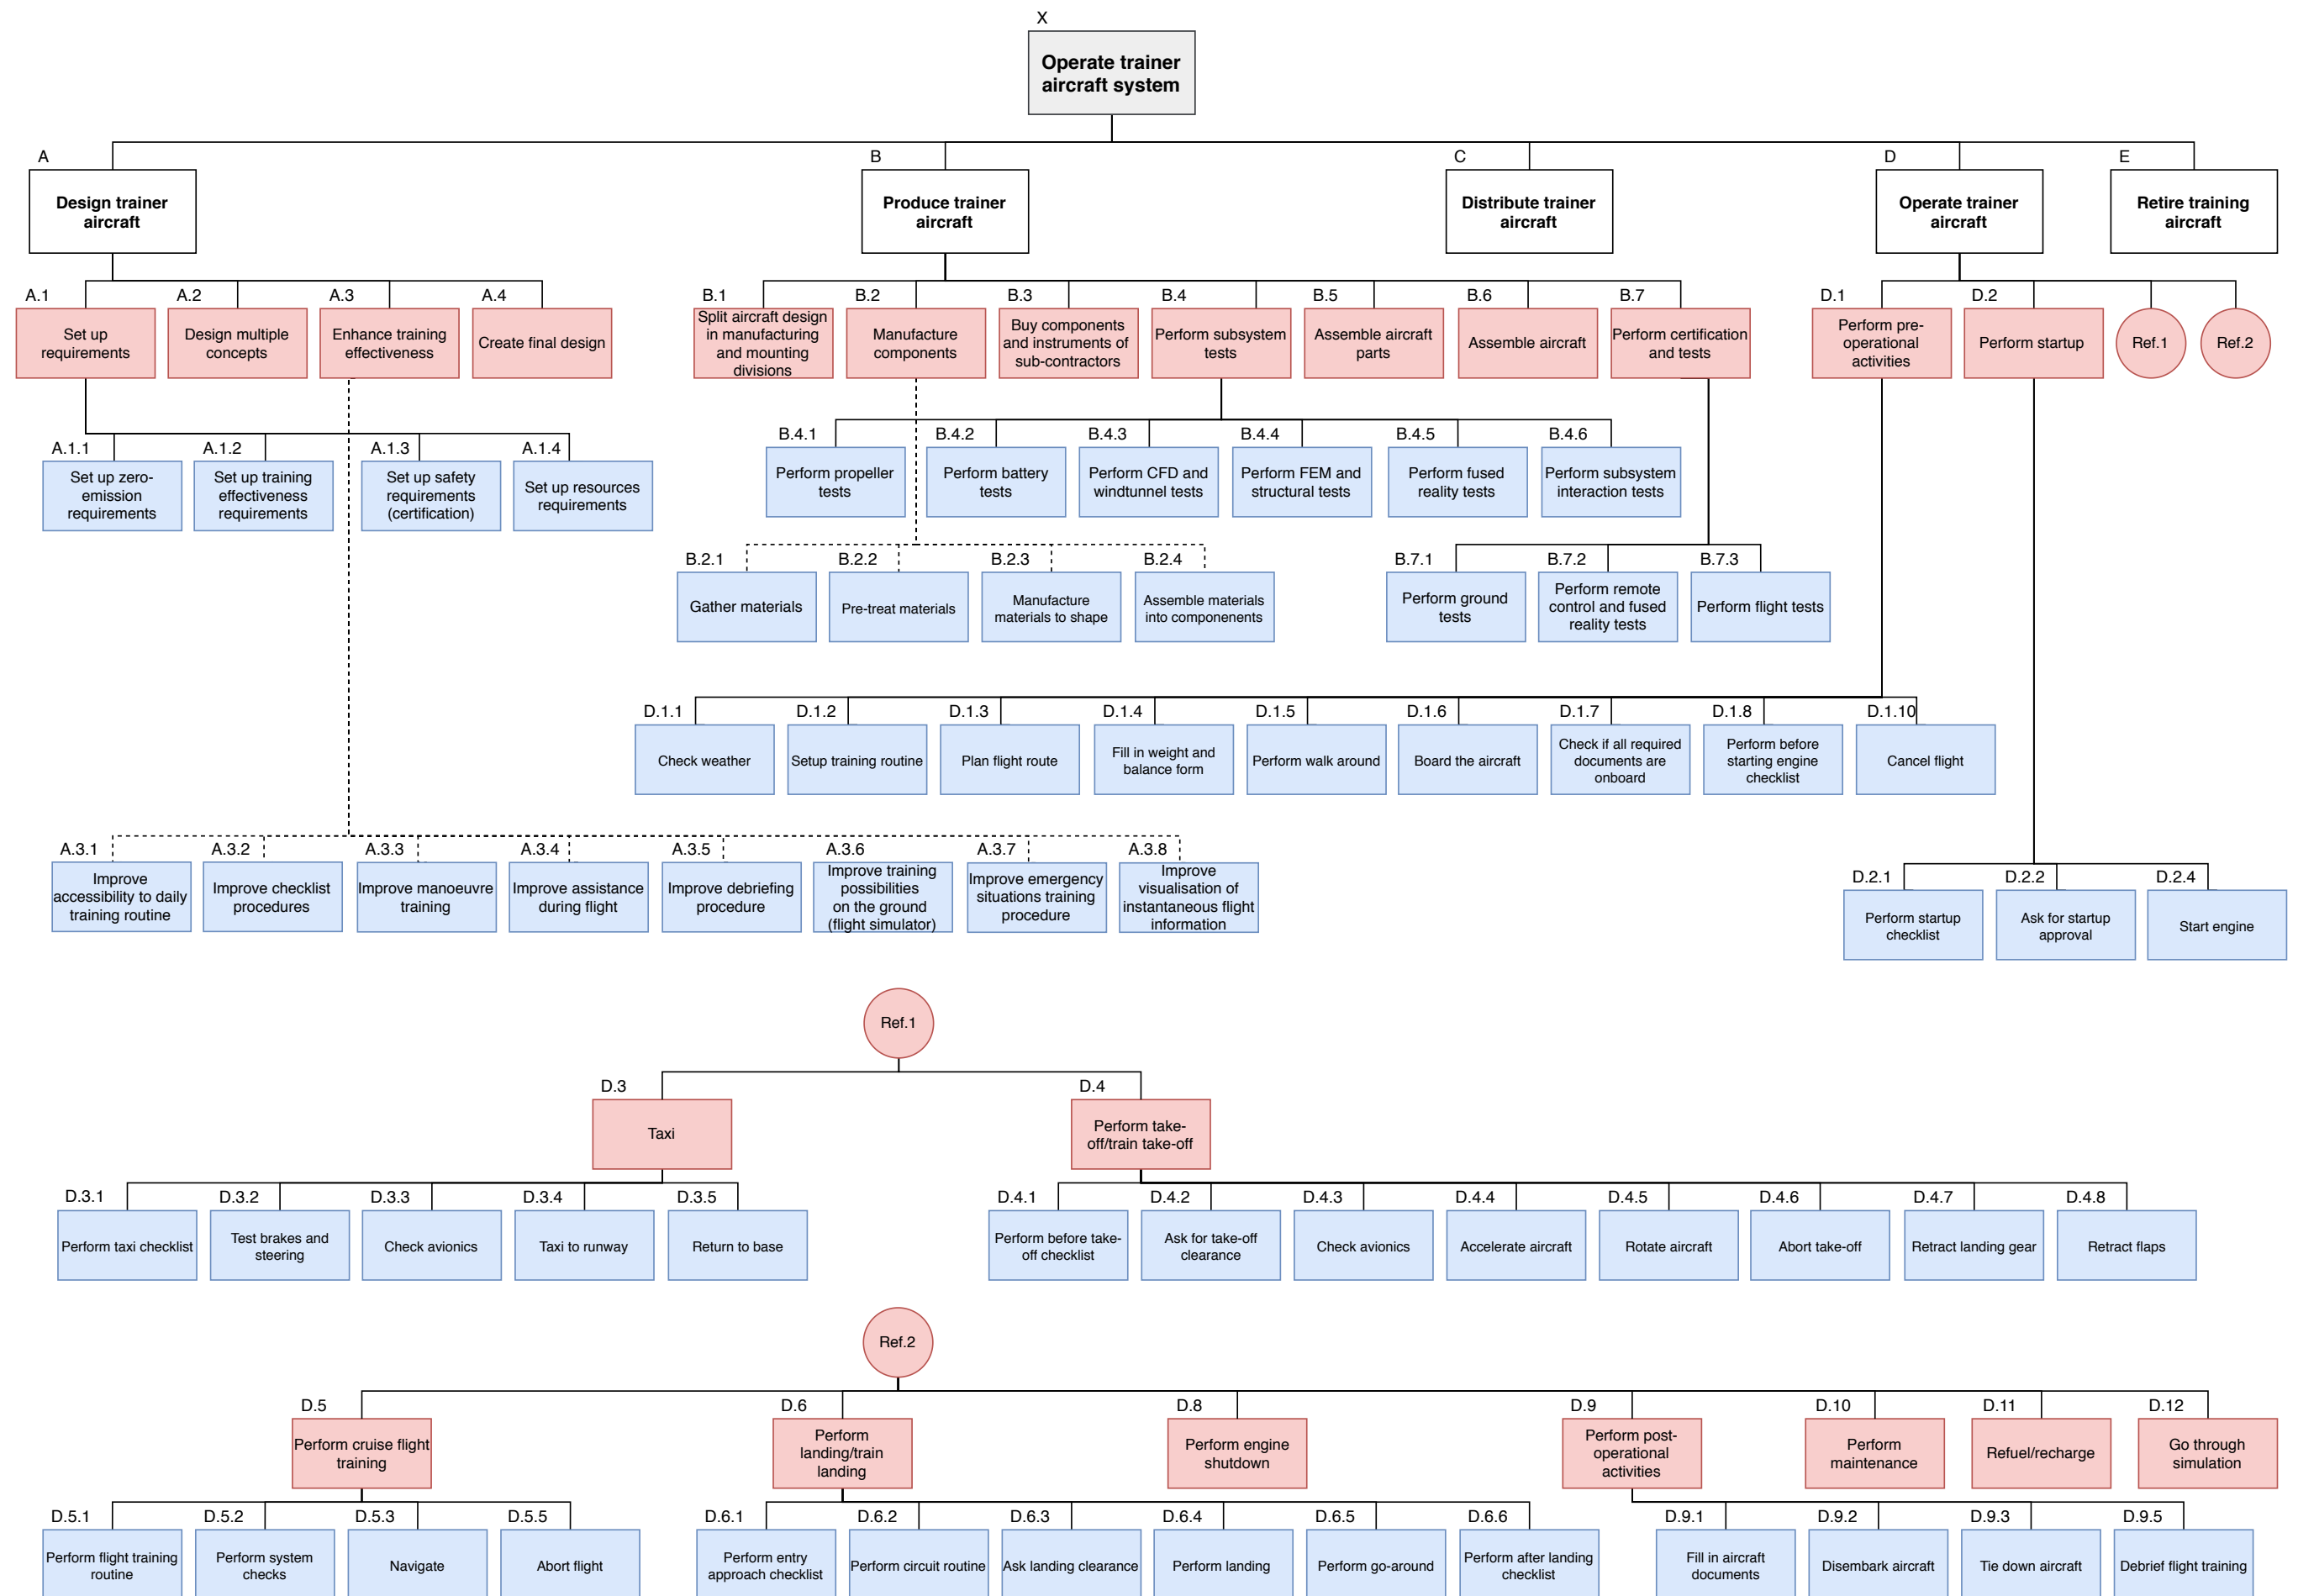 X
Operate trainer
aircraft system
A
Design trainer
aircraft
B
Produce trainer
aircraft
C
Distribute trainer
aircraft
D
Operate trainer
aircraft
E
Retire training
aircraft
A.1
Set up
requirements
A.2
Design multiple
concepts
A.3
Enhance training
effectiveness
A.4
Create final design
B.1
Split aircraft design
in manufacturing
and mounting
divisions
B.2
Manufacture
components
B.3
Buy components
and instruments of
sub-contractors
B.4
Perform subsystem
tests
B.5
Assemble aircraft
parts
B.6
Assemble aircraft
B.7
Perform certification
and tests
D.1
Perform pre-
operational
activities
D.2
Perform startup
Ref.1
Ref.2
A.1.1
Set up zero-
emission
requirements
A.1.2
Set up training
effectiveness
requirements
A.1.3
Set up safety
requirements
(certification)
A.1.4
Set up resources
requirements
B.4.1
Perform propeller
tests
B.4.2
Perform battery
tests
B.4.3
Perform CFD and
windtunnel tests
B.4.4
Perform FEM and
structural tests
B.4.5
Perform fused
reality tests
B.4.6
Perform subsystem
interaction tests
B.2.1
Gather materials
B.2.2
Pre-treat materials
B.2.3
Manufacture
materials to shape
B.2.4
Assemble materials
into componenents
B.7.1
Perform ground
tests
B.7.2
Perform remote
control and fused
reality tests
B.7.3
Perform flight tests
D.1.1
Check weather
D.1.2
Setup training routine
D.1.3
Plan flight route
D.1.4
Fill in weight and
balance form
D.1.5
Perform walk around
D.1.6
Board the aircraft
D.1.7
Check if all required
documents are
onboard
D.1.8
Perform before
starting engine
checklist
D.1.10
Cancel flight
A.3.1
Improve
accessibility to daily
training routine
A.3.2
Improve checklist
procedures
A.3.3
Improve manoeuvre
training
A.3.4
Improve assistance
during flight
A.3.5
Improve debriefing
procedure
A.3.6
Improve training
possibilities
on the ground
(flight simulator)
A.3.7
Improve emergency
situations training
procedure
A.3.8
Improve
visualisation of
instantaneous flight
information
D.2.1
Perform startup
checklist
D.2.2
Ask for startup
approval
D.2.4
Start engine
Ref.1
D.3
Taxi
D.4
Perform take-
off/train take-off
D.3.1
Perform taxi checklist
D.3.2
Test brakes and
steering
D.3.3
Check avionics
D.3.4
Taxi to runway
D.3.5
Return to base
D.4.1
Perform before take-
off checklist
D.4.2
Ask for take-off
clearance
D.4.3
Check avionics
D.4.4
Accelerate aircraft
D.4.5
Rotate aircraft
D.4.6
Abort take-off
D.4.7
Retract landing gear
D.4.8
Retract flaps
Ref.2
D.5
Perform cruise flight
training
D.6
Perform
landing/train
landing
D.8
Perform engine
shutdown
D.9
Perform post-
operational
activities
D.10
Perform
maintenance
D.11
Refuel/recharge
D.12
Go through
simulation
D.5.1
Perform flight training
routine
D.5.2
Perform system
checks
D.5.3
Navigate
D.5.5
Abort flight
D.6.1
Perform entry
approach checklist
D.6.2
Perform circuit routine
D.6.3
Ask landing clearance
D.6.4
Perform landing
D.6.5
Perform go-around
D.6.6
Perform after landing
checklist
D.9.1
Fill in aircraft
documents
D.9.2
Disembark aircraft
D.9.3
Tie down aircraft
D.9.5
Debrief flight training